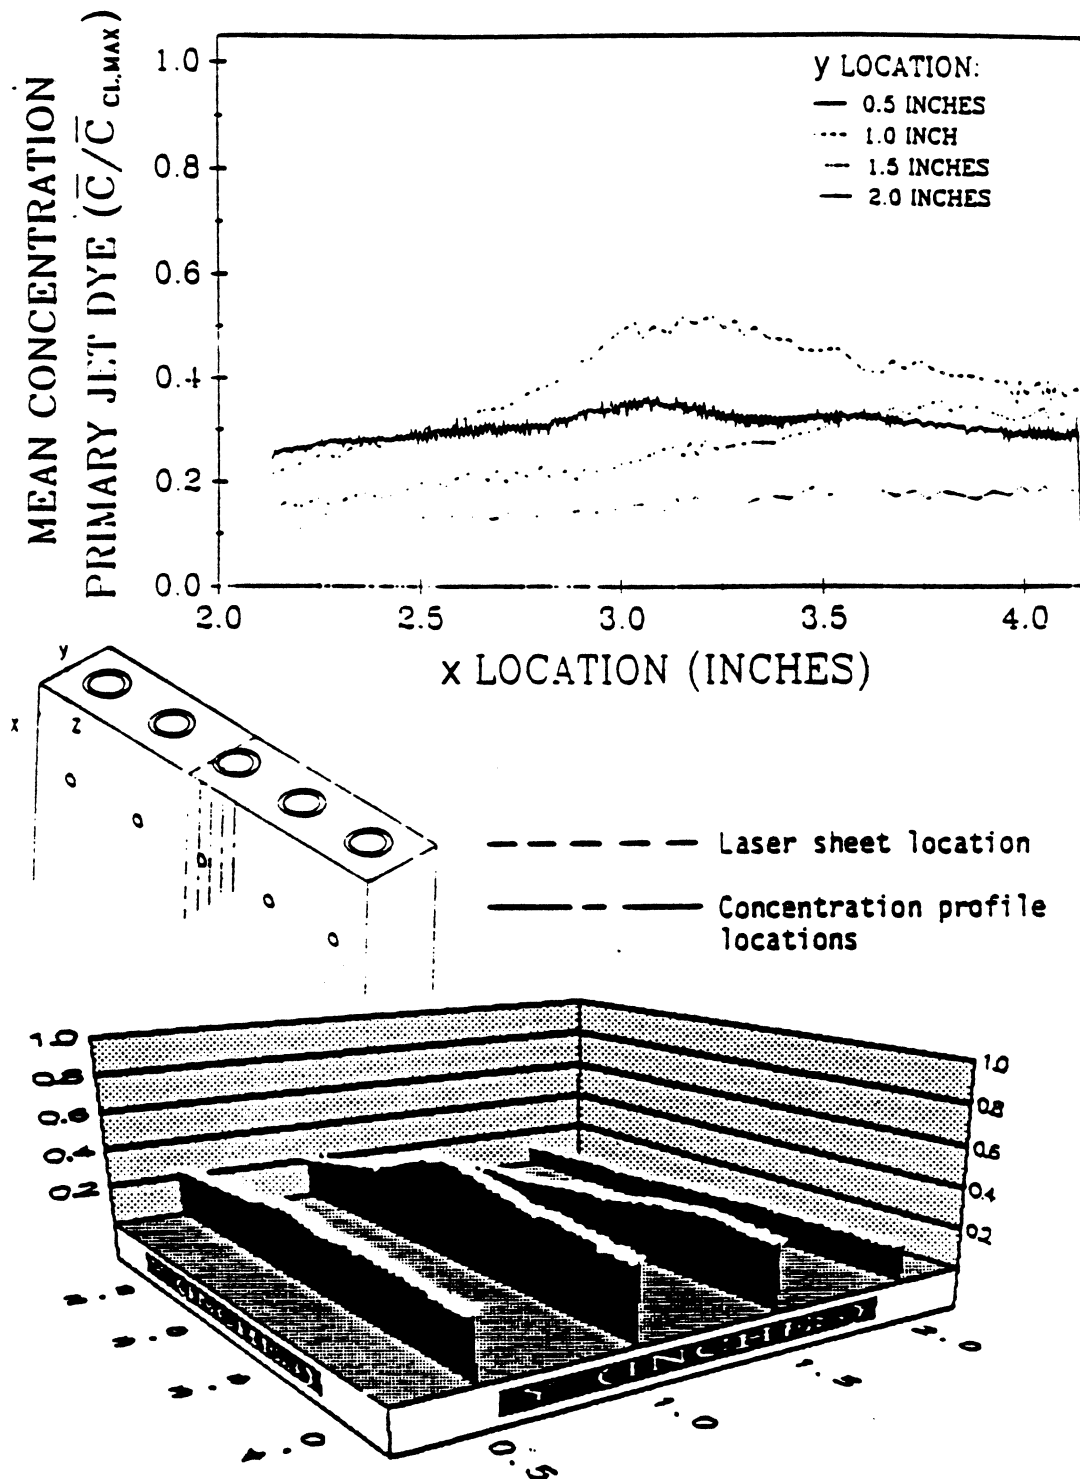 MEAN CONCENTRATION
PRIMARY JET DYE (C̅/C̅ CL,MAX)
1.0
0.8
0.6
0.4
0.2
0.0
y LOCATION:
0.5 INCHES
1.0 INCH
1.5 INCHES
2.0 INCHES
2.0 2.5 3.0 3.5 4.0
x LOCATION (INCHES)
y
x
z
Laser sheet location
Concentration profile
locations
1.0
0.8
0.6
0.4
0.2
1.0
0.8
0.6
0.4
0.2
4.0
0.5
Y (INCHES)
1.0
1.5
2.0